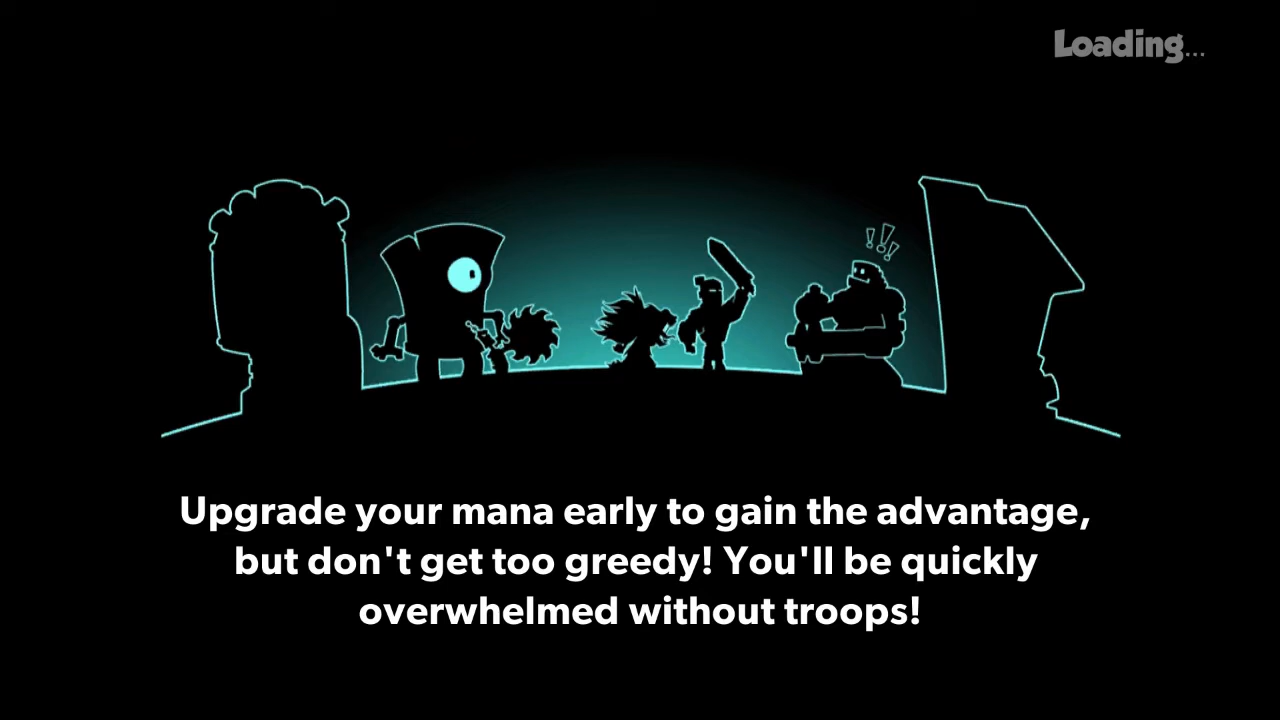 Loading...
!!!
Upgrade your mana early to gain the advantage,
but don't get too greedy! You'll be quickly
overwhelmed without troops!